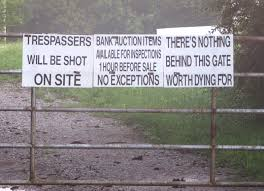 TRESPASSERS
WILL BE SHOT
ON SITE
BANK AUCTION ITEMS
AVAILABLE FOR INSPECTIONS
1 HOUR BEFORE SALE
NO EXCEPTIONS
THERE'S NOTHING
BEHIND THIS GATE
WORTH DYING FOR